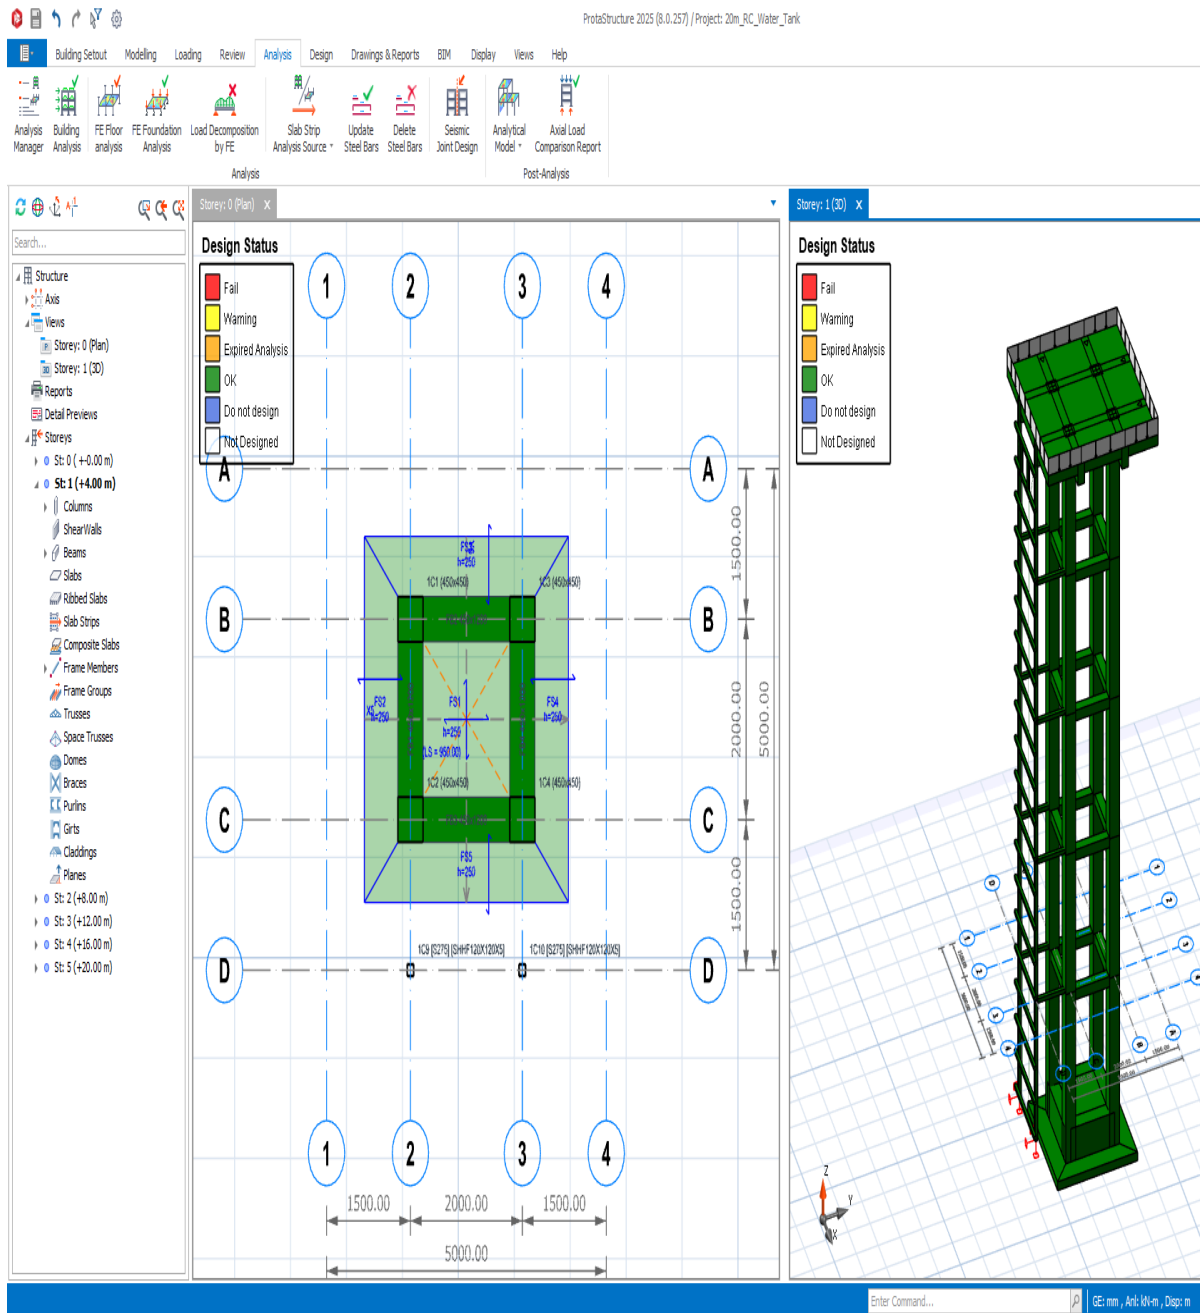 ProtaStructure 2025 (8.0.257) / Project: 20m_RC_Water_Tank
Building Setout Modelling Loading Review Analysis Design Drawings & Reports BIM Display Views Help
Analysis Manager
Building Analysis
FE Floor analysis
FE Foundation Analysis
Load Decomposition by FE
Slab Strip Analysis Source
Update Steel Bars
Delete Steel Bars
Seismic Joint Design
Analytical Model
Axial Load Comparison Report
Analysis
Post-Analysis
Search...
Structure
Axis
Views
Storey: 0 (Plan)
Storey: 1 (3D)
Reports
Detail Previews
Storeys
St: 0 ( +-0.00 m)
St: 1 (+4.00 m)
Columns
ShearWalls
Beams
Slabs
Ribbed Slabs
Slab Strips
Composite Slabs
Frame Members
Frame Groups
Trusses
Space Trusses
Domes
Braces
Purlins
Girts
Claddings
Planes
St: 2 (+8.00 m)
St: 3 (+12.00 m)
St: 4 (+16.00 m)
St: 5 (+20.00 m)
Storey: 0 (Plan) X
Design Status
Fail
Warning
Expired Analysis
OK
Do not design
Not Designed
1 2 3 4
A A
h=250
1C1 (450x450) 1C3 (450x450)
B B
FS2
h=250
FS1
h=250
(LS = 950.00)
FS4
h=250
1C2 (450x450) 1C4 (450x450)
C C
FS5
h=250
1C9 [S275] [SHHF120X120X5] 1C10 [S275] [SHHF120X120X5]
D D
1500.00
2000.00
1500.00
5000.00
1 2 3 4
1500.00 2000.00 1500.00
5000.00
Storey: 1 (3D) X
Design Status
Fail
Warning
Expired Analysis
OK
Do not design
Not Designed
Z
Y
X
Enter Command...
GE: mm , Anl: kN-m , Disp: m